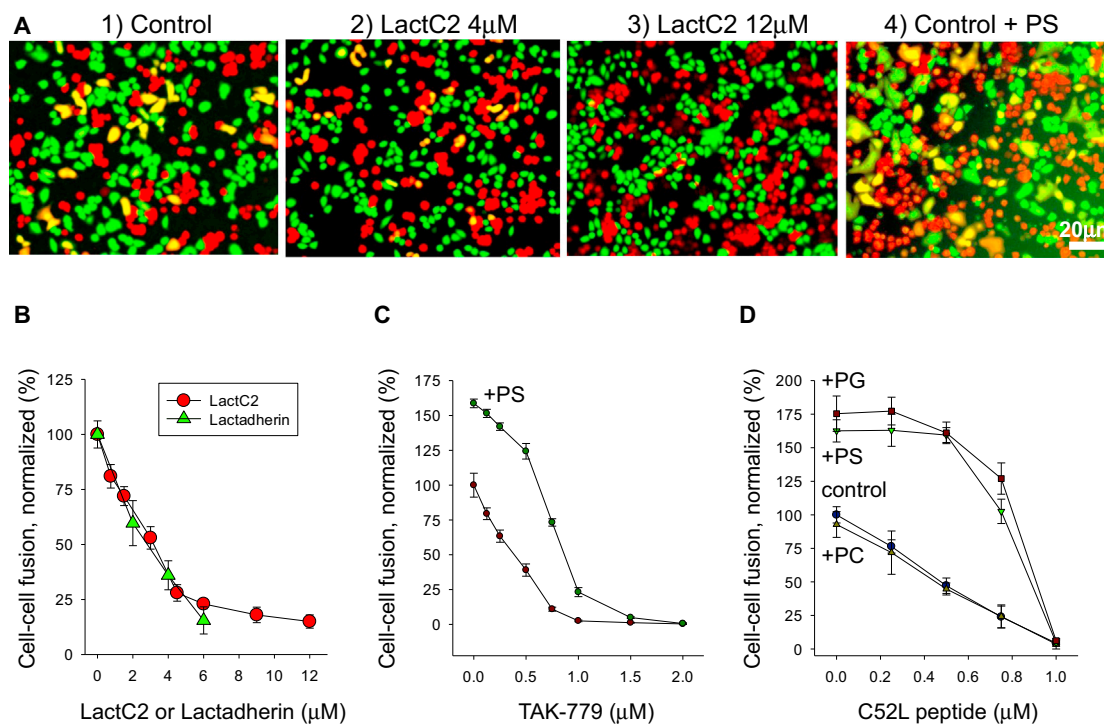 A
1) Control
2) LactC2 4μM
3) LactC2 12μM
4) Control + PS
20μm
B
Cell-cell fusion, normalized (%)
125
100
75
50
25
0
LactC2
Lactadherin
0 2 4 6 8 10 12
LactC2 or Lactadherin (μM)
C
Cell-cell fusion, normalized (%)
175
150
125
100
75
50
25
0
+PS
0.0 0.5 1.0 1.5 2.0
TAK-779 (μM)
D
Cell-cell fusion, normalized (%)
200
175
150
125
100
75
50
25
0
+PG
+PS
control
+PC
0.0 0.2 0.4 0.6 0.8 1.0
C52L peptide (μM)